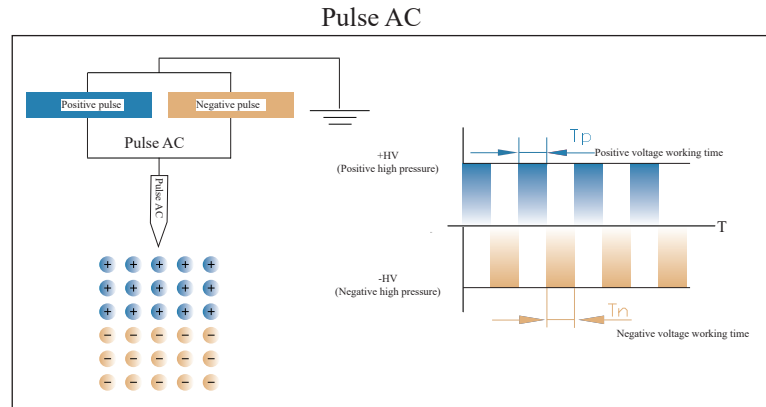 Pulse AC
Positive pulse
Negative pulse
Pulse AC
Pulse AC
+ + + + +
+ + + + +
+ + + + +
− − − − −
− − − − −
− − − − −
Tp
+HV
(Positive high pressure)
Positive voltage working time
T
-HV
(Negative high pressure)
Tn
Negative voltage working time